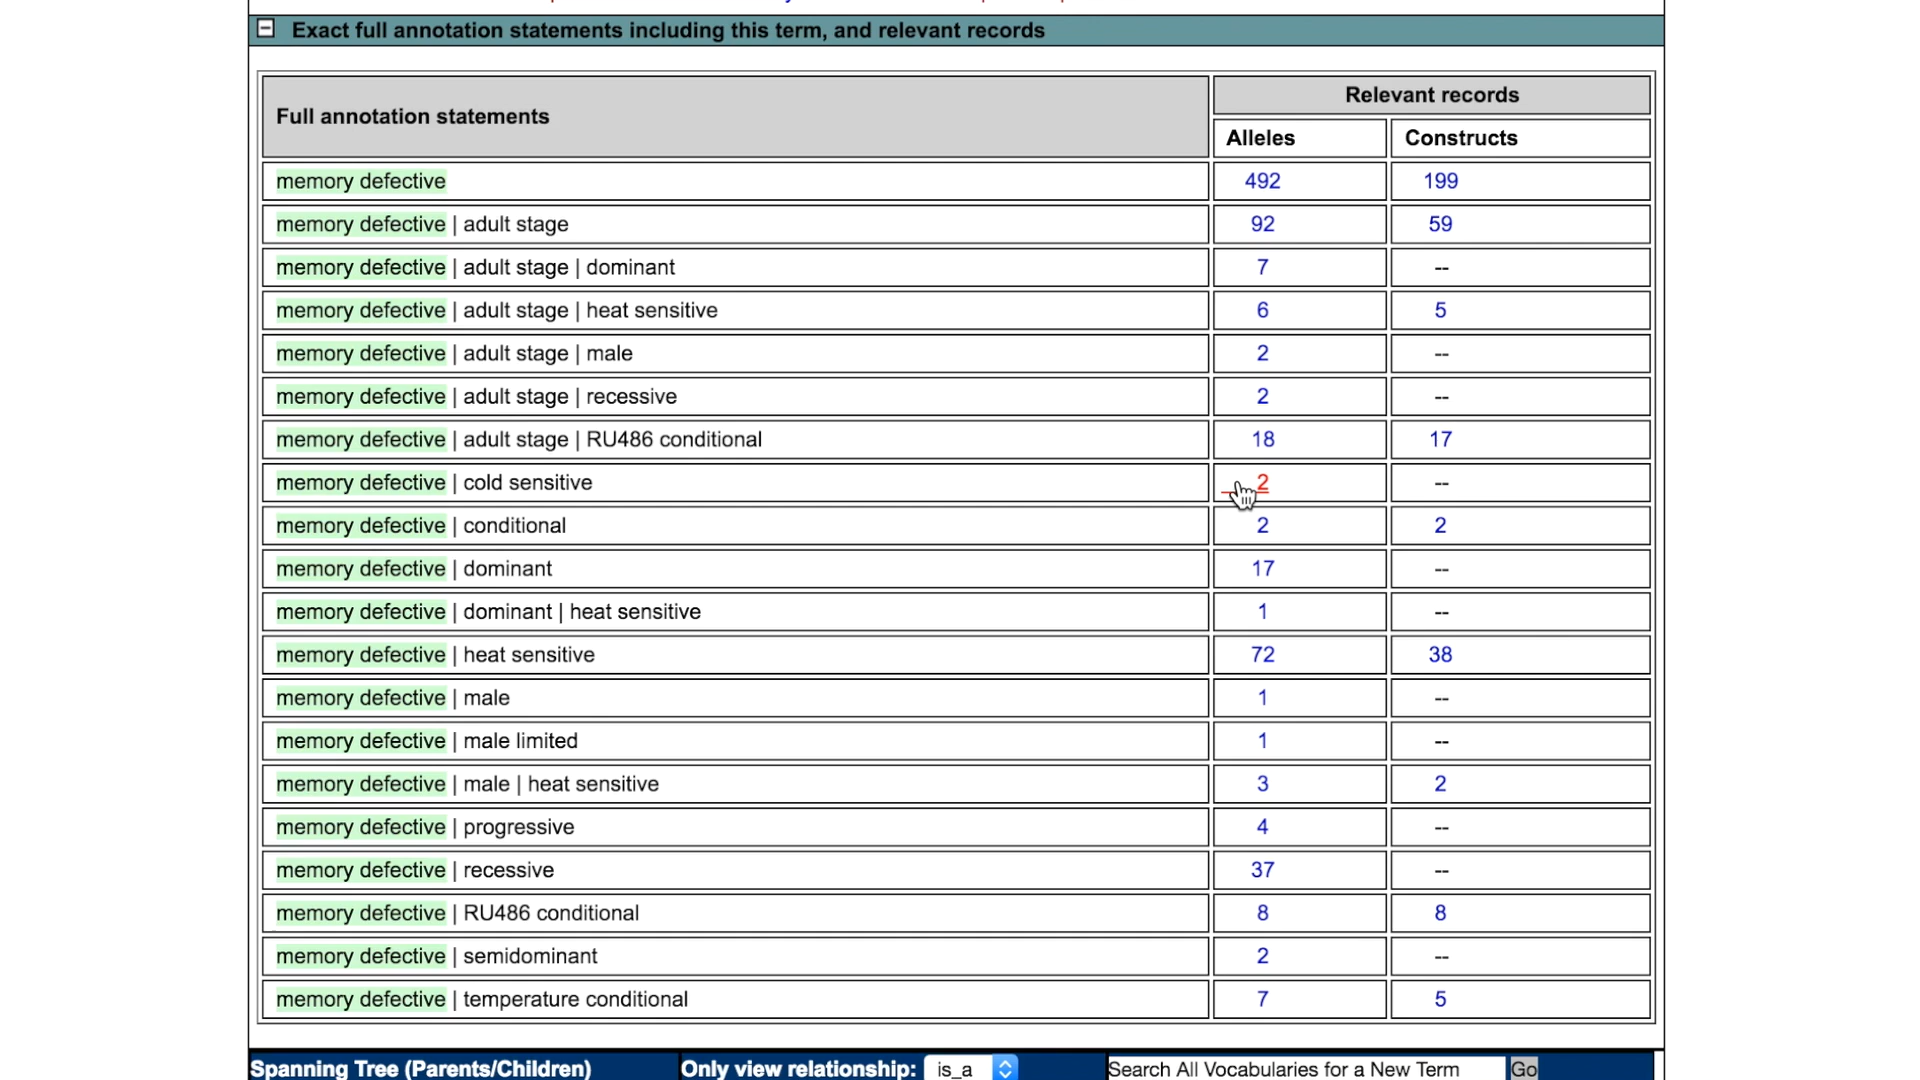 Exact full annotation statements including this term, and relevant records
Full annotation statements
Relevant records
Alleles Constructs
memory defective 492 199
memory defective | adult stage 92 59
memory defective | adult stage | dominant 7 --
memory defective | adult stage | heat sensitive 6 5
memory defective | adult stage | male 2 --
memory defective | adult stage | recessive 2 --
memory defective | adult stage | RU486 conditional 18 17
memory defective | cold sensitive 2 --
memory defective | conditional 2 2
memory defective | dominant 17 --
memory defective | dominant | heat sensitive 1 --
memory defective | heat sensitive 72 38
memory defective | male 1 --
memory defective | male limited 1 --
memory defective | male | heat sensitive 3 2
memory defective | progressive 4 --
memory defective | recessive 37 --
memory defective | RU486 conditional 8 8
memory defective | semidominant 2 --
memory defective | temperature conditional 7 5
Spanning Tree (Parents/Children) Only view relationship: is_a Search All Vocabularies for a New Term Go